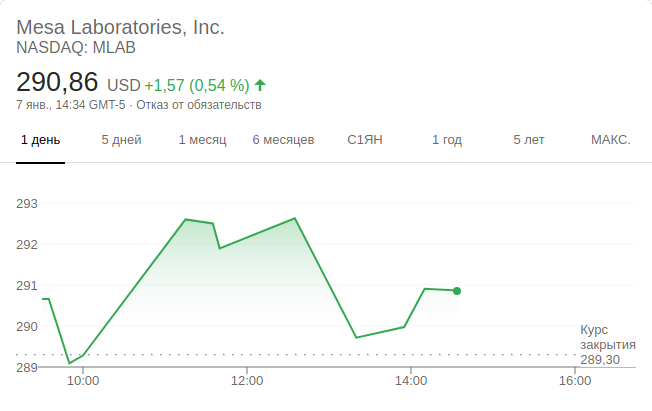 Mesa Laboratories, Inc.
NASDAQ: MLAB
290,86 USD +1,57 (0,54 %)
7 янв., 14:34 GMT-5 · Отказ от обязательств
1 день 5 дней 1 месяц 6 месяцев С1ЯН 1 год 5 лет МАКС.
293
292
291
290
Курс
закрытия
289,30
289
10:00 12:00 14:00 16:00